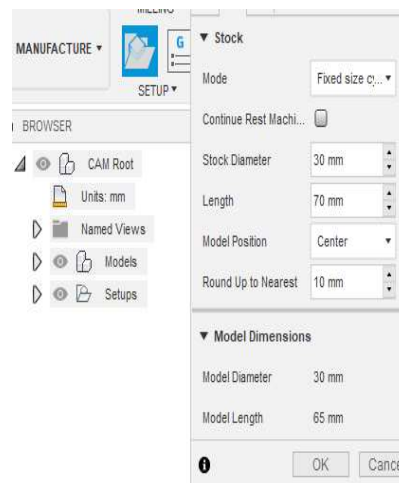 MILLING
MANUFACTURE
G
SETUP
BROWSER
CAM Root
Units: mm
Named Views
Models
Setups
Stock
Mode Fixed size cy...
Continue Rest Machi...
Stock Diameter 30 mm
Length 70 mm
Model Position Center
Round Up to Nearest 10 mm
Model Dimensions
Model Diameter 30 mm
Model Length 65 mm
OK Cance